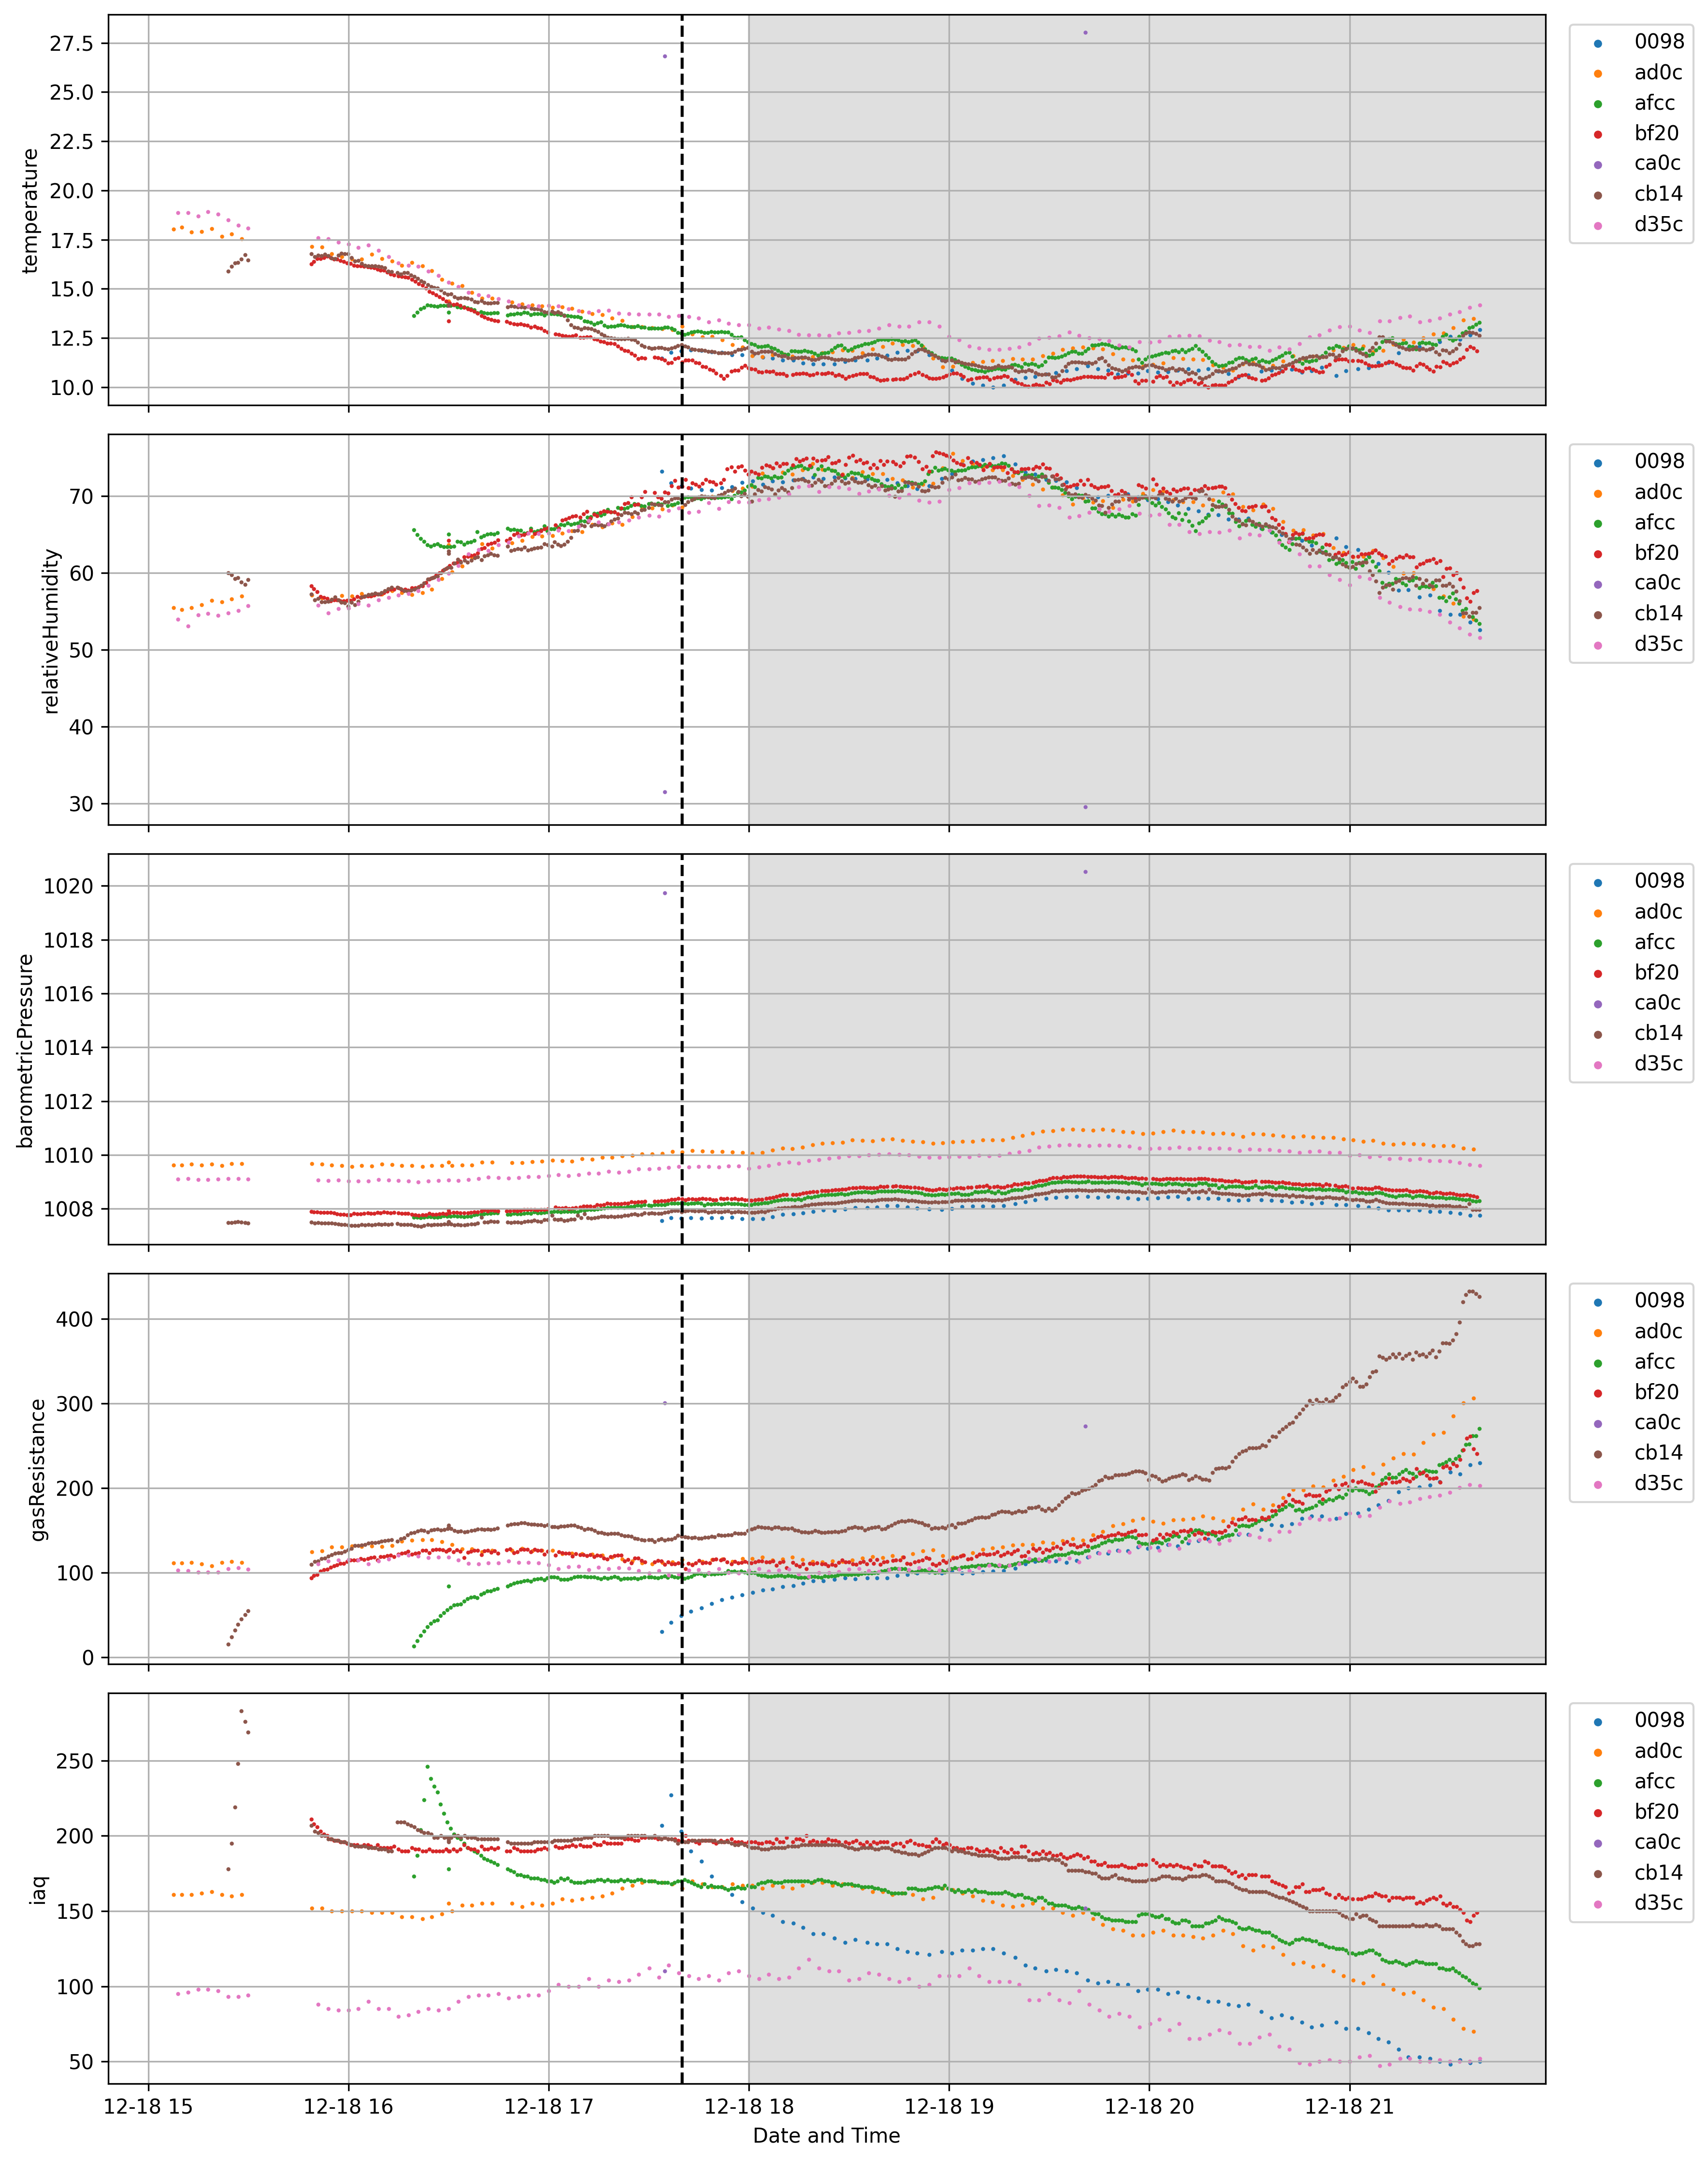 27.5
25.0
22.5
20.0
17.5
15.0
12.5
10.0
temperature
0098
ad0c
afcc
bf20
ca0c
cb14
d35c
70
60
50
40
30
relativeHumidity
0098
ad0c
afcc
bf20
ca0c
cb14
d35c
1020
1018
1016
1014
1012
1010
1008
barometricPressure
0098
ad0c
afcc
bf20
ca0c
cb14
d35c
400
300
200
100
0
gasResistance
0098
ad0c
afcc
bf20
ca0c
cb14
d35c
250
200
150
100
50
iaq
0098
ad0c
afcc
bf20
ca0c
cb14
d35c
12-18 15 12-18 16 12-18 17 12-18 18 12-18 19 12-18 20 12-18 21
Date and Time